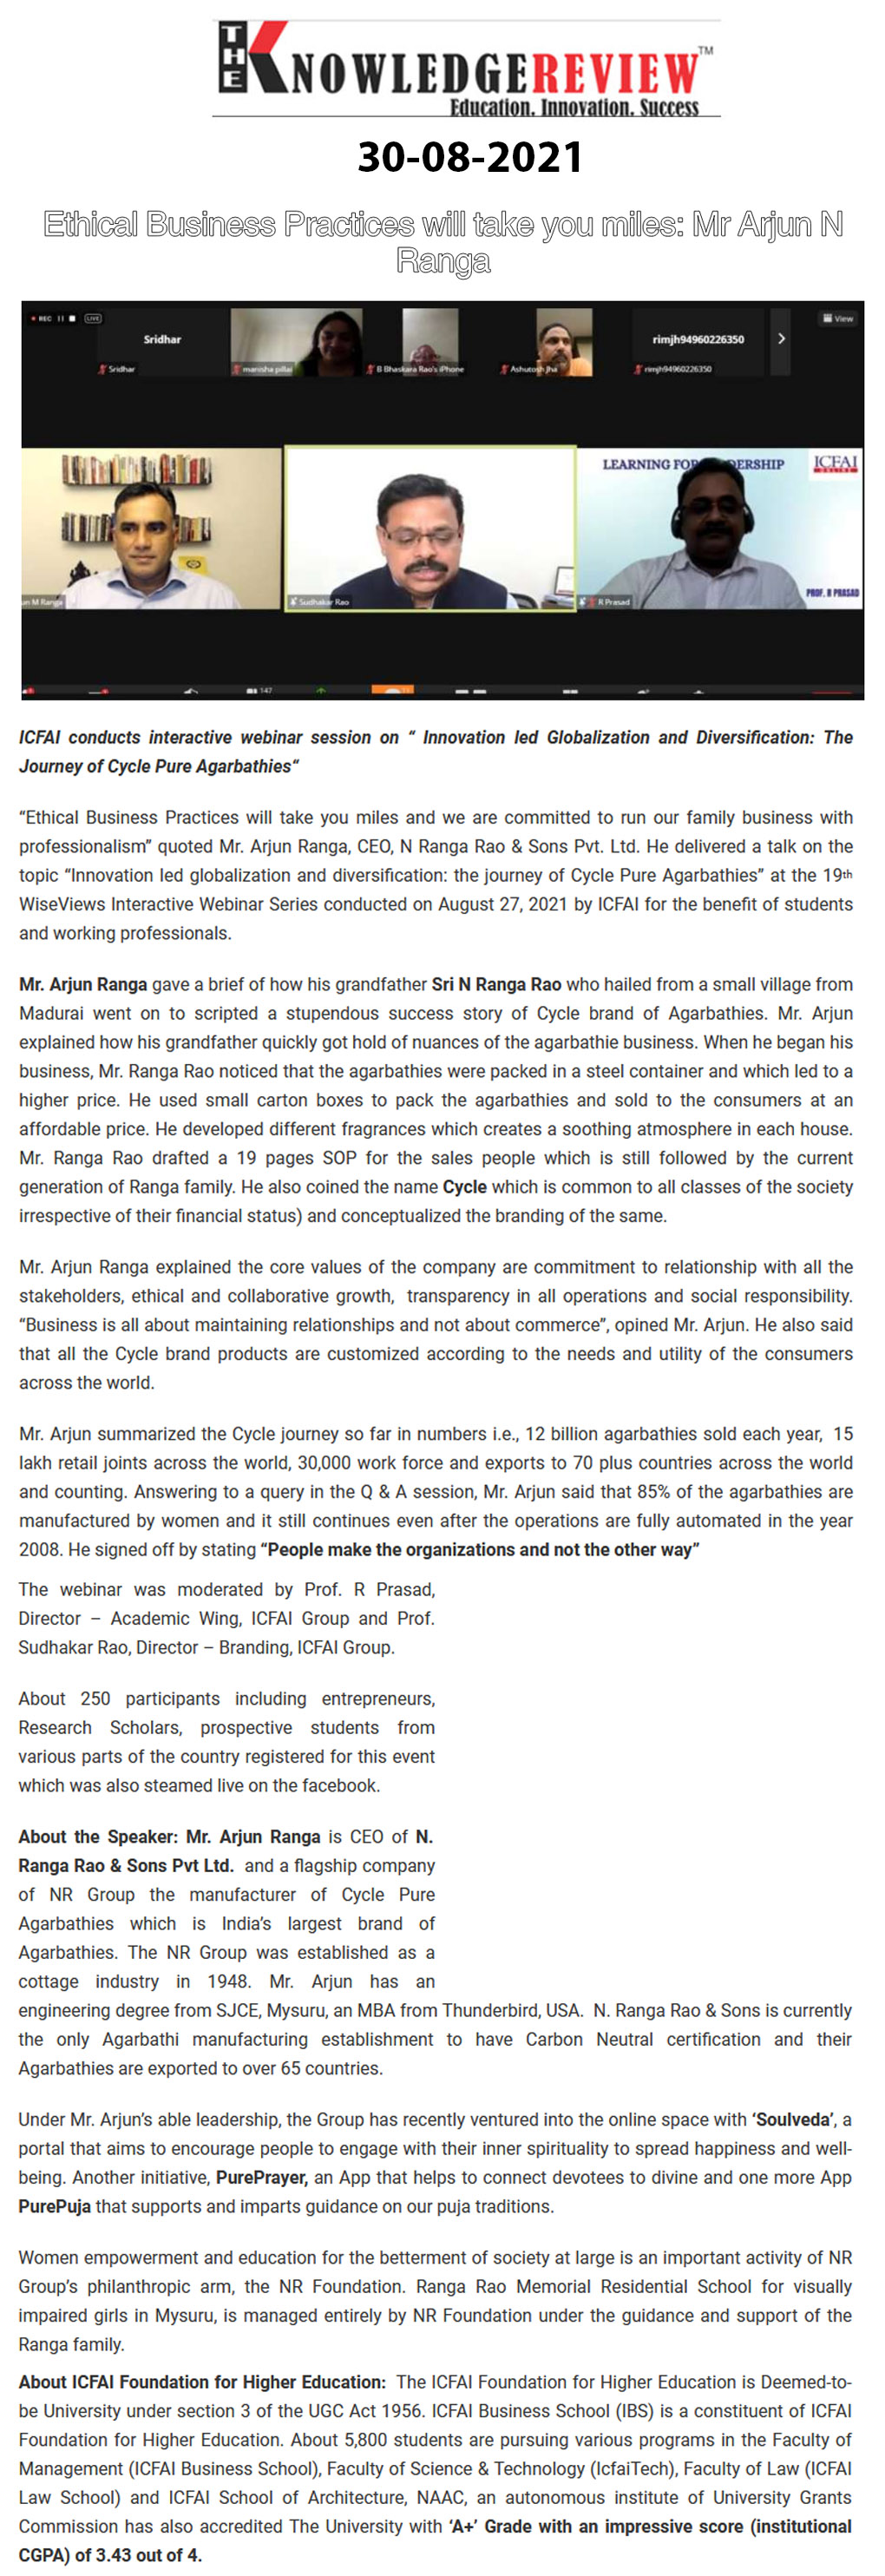 THE KNOWLEDGEREVIEW™
Education. Innovation. Success
30-08-2021
Ethical Business Practices will take you miles: Mr Arjun N
Ranga
REC LIVE
View
Sridhar
rimjh94960226350
Sridhar
manisha pillai
B Bhaskara Rao's iPhone
Ashutosh Jha
rimjh94960226350
LEARNING FOR DERSHIP
ICFAI
un M Ranga
Sudhakar Rao
R Prasad
PROF. R PRASAD
147
ICFAI conducts interactive webinar session on “ Innovation led Globalization and Diversification: The
Journey of Cycle Pure Agarbathies“
“Ethical Business Practices will take you miles and we are committed to run our family business with
professionalism” quoted Mr. Arjun Ranga, CEO, N Ranga Rao & Sons Pvt. Ltd. He delivered a talk on the
topic “Innovation led globalization and diversification: the journey of Cycle Pure Agarbathies” at the 19th
WiseViews Interactive Webinar Series conducted on August 27, 2021 by ICFAI for the benefit of students
and working professionals.
Mr. Arjun Ranga gave a brief of how his grandfather Sri N Ranga Rao who hailed from a small village from
Madurai went on to scripted a stupendous success story of Cycle brand of Agarbathies. Mr. Arjun
explained how his grandfather quickly got hold of nuances of the agarbathie business. When he began his
business, Mr. Ranga Rao noticed that the agarbathies were packed in a steel container and which led to a
higher price. He used small carton boxes to pack the agarbathies and sold to the consumers at an
affordable price. He developed different fragrances which creates a soothing atmosphere in each house.
Mr. Ranga Rao drafted a 19 pages SOP for the sales people which is still followed by the current
generation of Ranga family. He also coined the name Cycle which is common to all classes of the society
irrespective of their financial status) and conceptualized the branding of the same.
Mr. Arjun Ranga explained the core values of the company are commitment to relationship with all the
stakeholders, ethical and collaborative growth, transparency in all operations and social responsibility.
“Business is all about maintaining relationships and not about commerce”, opined Mr. Arjun. He also said
that all the Cycle brand products are customized according to the needs and utility of the consumers
across the world.
Mr. Arjun summarized the Cycle journey so far in numbers i.e., 12 billion agarbathies sold each year, 15
lakh retail joints across the world, 30,000 work force and exports to 70 plus countries across the world
and counting. Answering to a query in the Q & A session, Mr. Arjun said that 85% of the agarbathies are
manufactured by women and it still continues even after the operations are fully automated in the year
2008. He signed off by stating “People make the organizations and not the other way”
The webinar was moderated by Prof. R Prasad,
Director – Academic Wing, ICFAI Group and Prof.
Sudhakar Rao, Director – Branding, ICFAI Group.
About 250 participants including entrepreneurs,
Research Scholars, prospective students from
various parts of the country registered for this event
which was also steamed live on the facebook.
About the Speaker: Mr. Arjun Ranga is CEO of N.
Ranga Rao & Sons Pvt Ltd. and a flagship company
of NR Group the manufacturer of Cycle Pure
Agarbathies which is India’s largest brand of
Agarbathies. The NR Group was established as a
cottage industry in 1948. Mr. Arjun has an
engineering degree from SJCE, Mysuru, an MBA from Thunderbird, USA. N. Ranga Rao & Sons is currently
the only Agarbathi manufacturing establishment to have Carbon Neutral certification and their
Agarbathies are exported to over 65 countries.
Under Mr. Arjun’s able leadership, the Group has recently ventured into the online space with ‘Soulveda’, a
portal that aims to encourage people to engage with their inner spirituality to spread happiness and well-
being. Another initiative, PurePrayer, an App that helps to connect devotees to divine and one more App
PurePuja that supports and imparts guidance on our puja traditions.
Women empowerment and education for the betterment of society at large is an important activity of NR
Group’s philanthropic arm, the NR Foundation. Ranga Rao Memorial Residential School for visually
impaired girls in Mysuru, is managed entirely by NR Foundation under the guidance and support of the
Ranga family.
About ICFAI Foundation for Higher Education: The ICFAI Foundation for Higher Education is Deemed-to-
be University under section 3 of the UGC Act 1956. ICFAI Business School (IBS) is a constituent of ICFAI
Foundation for Higher Education. About 5,800 students are pursuing various programs in the Faculty of
Management (ICFAI Business School), Faculty of Science & Technology (IcfaiTech), Faculty of Law (ICFAI
Law School) and ICFAI School of Architecture, NAAC, an autonomous institute of University Grants
Commission has also accredited The University with ‘A+’ Grade with an impressive score (institutional
CGPA) of 3.43 out of 4.